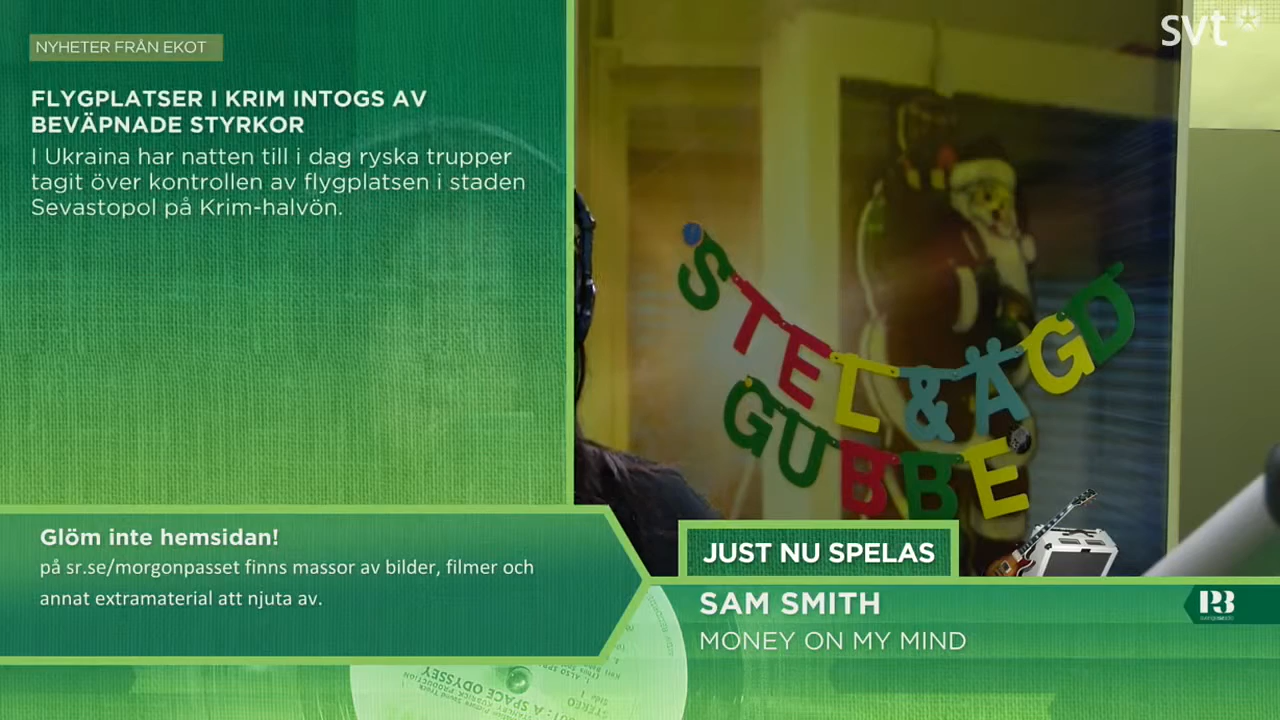 NYHETER FRÅN EKOT
svt
FLYGPLATSER I KRIM INTOGS AV
BEVÄPNADE STYRKOR
I Ukraina har natten till i dag ryska trupper
tagit över kontrollen av flygplatsen i staden
Sevastopol på Krim-halvön.
STEL&ÄGD
GUBBE
Glöm inte hemsidan!
på sr.se/morgonpasset finns massor av bilder, filmer och
annat extramaterial att njuta av.
JUST NU SPELAS
SAM SMITH
MONEY ON MY MIND
P3
A SPACE ODYSSEY
STEREO